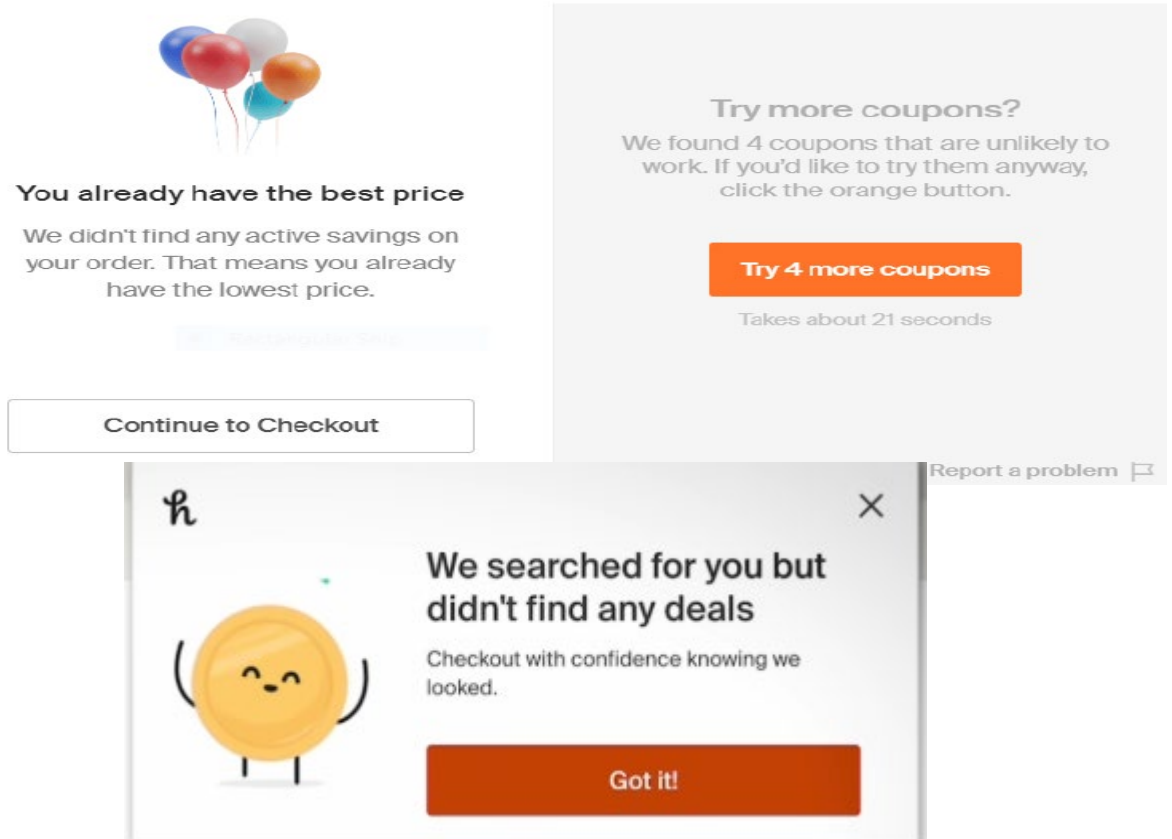 You already have the best price
We didn't find any active savings on
your order. That means you already
have the lowest price.
Continue to Checkout
Try more coupons?
We found 4 coupons that are unlikely to
work. If you'd like to try them anyway,
click the orange button.
Try 4 more coupons
Takes about 21 seconds
Report a problem
h
We searched for you but
didn't find any deals
Checkout with confidence knowing we
looked.
Got it!